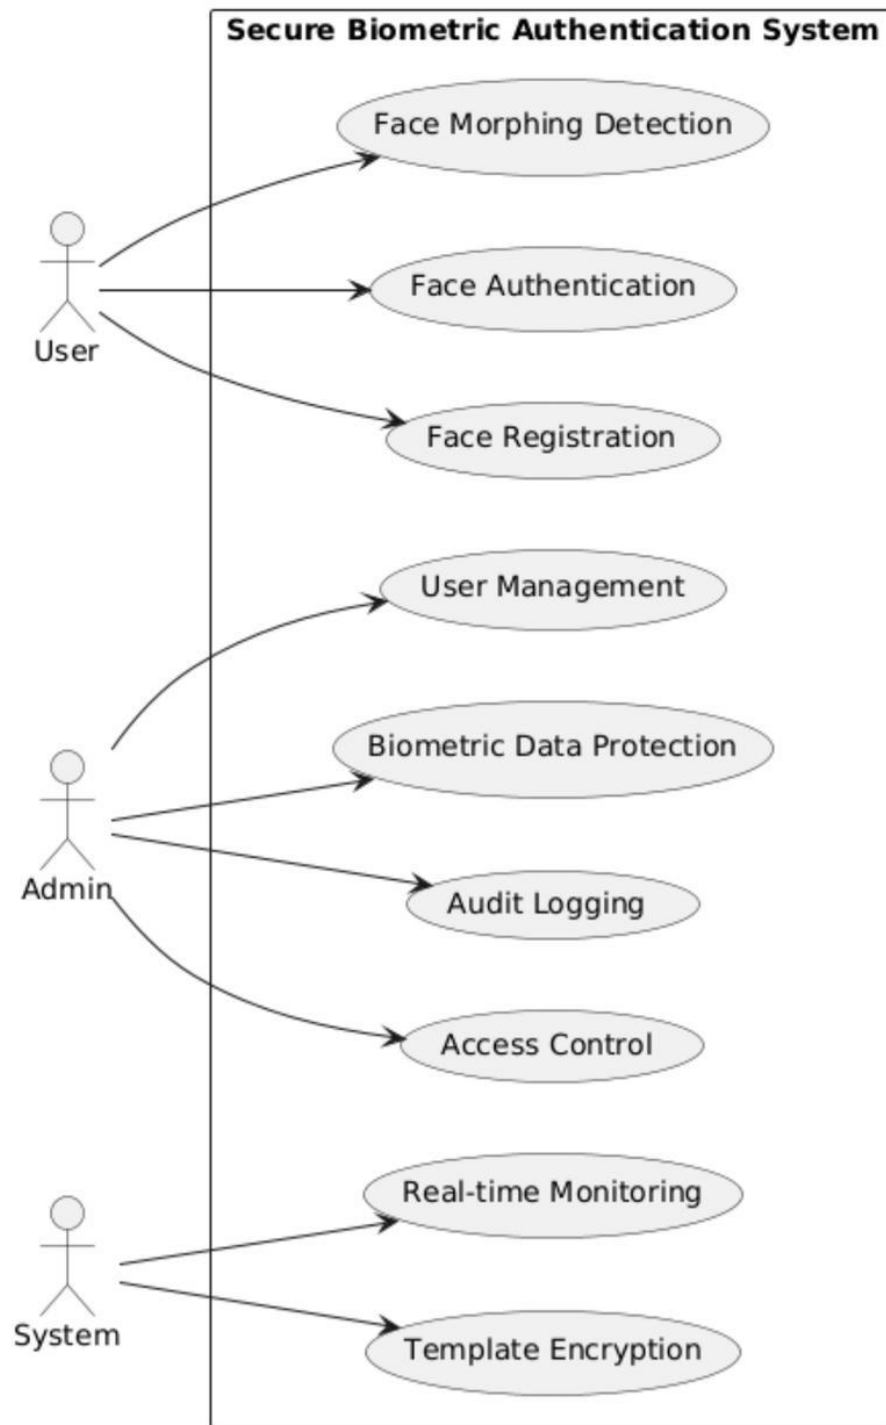 Secure Biometric Authentication System
Face Morphing Detection
Face Authentication
User
Face Registration
User Management
Biometric Data Protection
Admin
Audit Logging
Access Control
Real-time Monitoring
System
Template Encryption